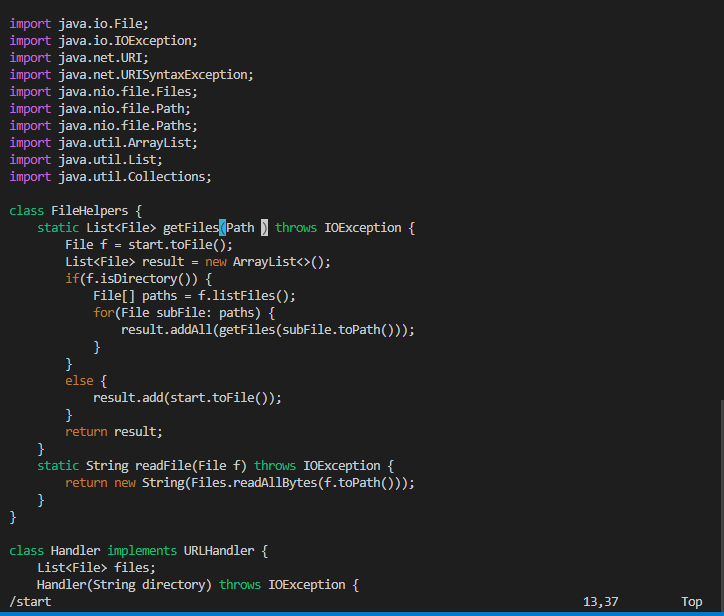 import java.io.File;
import java.io.IOException;
import java.net.URI;
import java.net.URISyntaxException;
import java.nio.file.Files;
import java.nio.file.Path;
import java.nio.file.Paths;
import java.util.ArrayList;
import java.util.List;
import java.util.Collections;

class FileHelpers {
    static List<File> getFiles(Path ) throws IOException {
        File f = start.toFile();
        List<File> result = new ArrayList<>();
        if(f.isDirectory()) {
            File[] paths = f.listFiles();
            for(File subFile: paths) {
                result.addAll(getFiles(subFile.toPath()));
            }
        }
        else {
            result.add(start.toFile());
        }
        return result;
    }
    static String readFile(File f) throws IOException {
        return new String(Files.readAllBytes(f.toPath()));
    }
}

class Handler implements URLHandler {
    List<File> files;
    Handler(String directory) throws IOException {
/start 13,37 Top